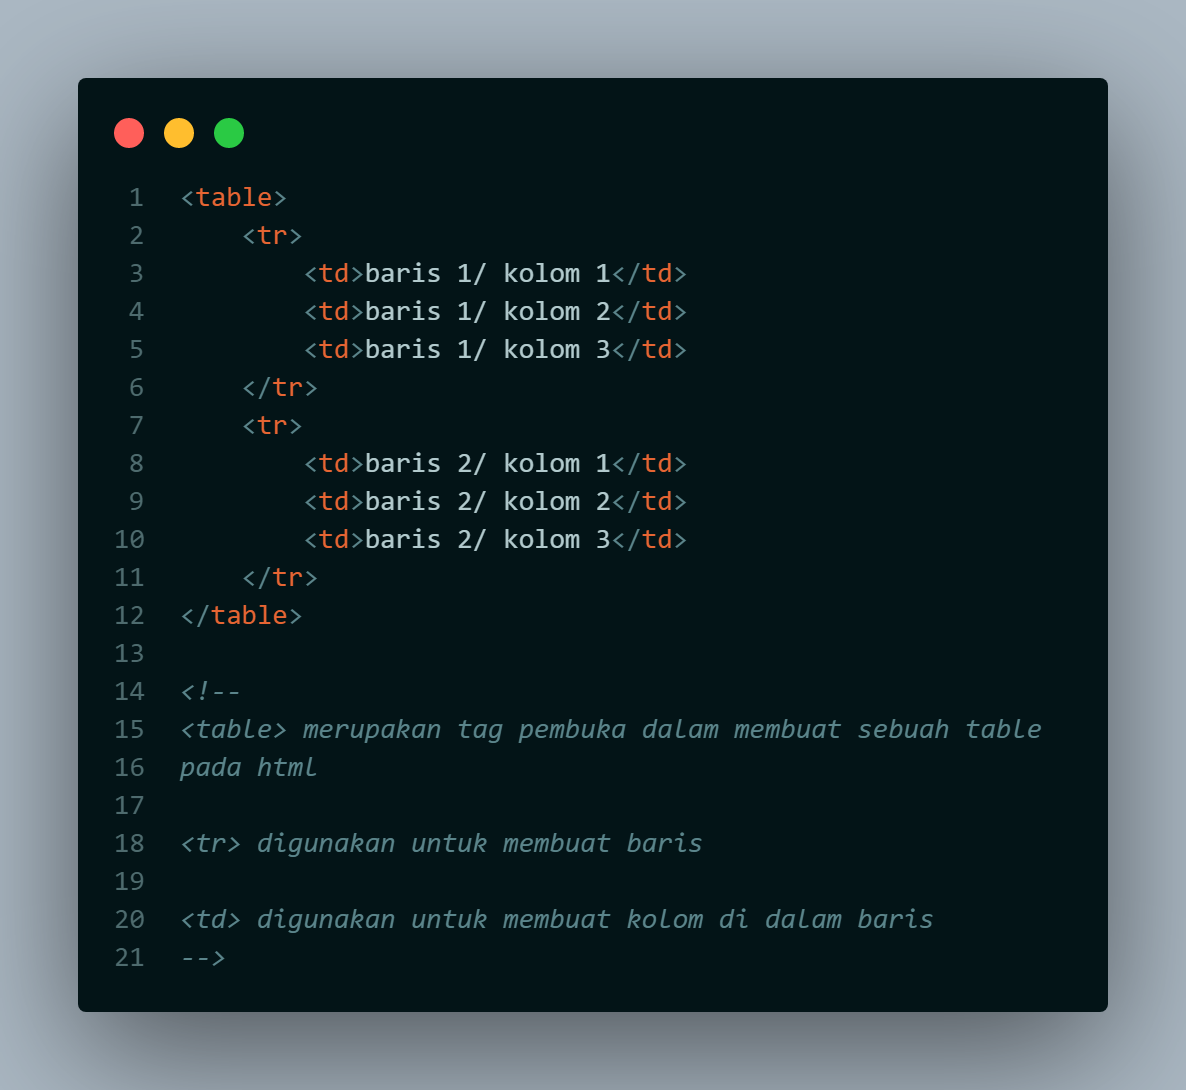 1 <table>
2     <tr>
3         <td>baris 1/ kolom 1</td>
4         <td>baris 1/ kolom 2</td>
5         <td>baris 1/ kolom 3</td>
6     </tr>
7     <tr>
8         <td>baris 2/ kolom 1</td>
9         <td>baris 2/ kolom 2</td>
10         <td>baris 2/ kolom 3</td>
11     </tr>
12 </table>
13
14 <!--
15 <table> merupakan tag pembuka dalam membuat sebuah table
16 pada html
17
18 <tr> digunakan untuk membuat baris
19
20 <td> digunakan untuk membuat kolom di dalam baris
21 -->